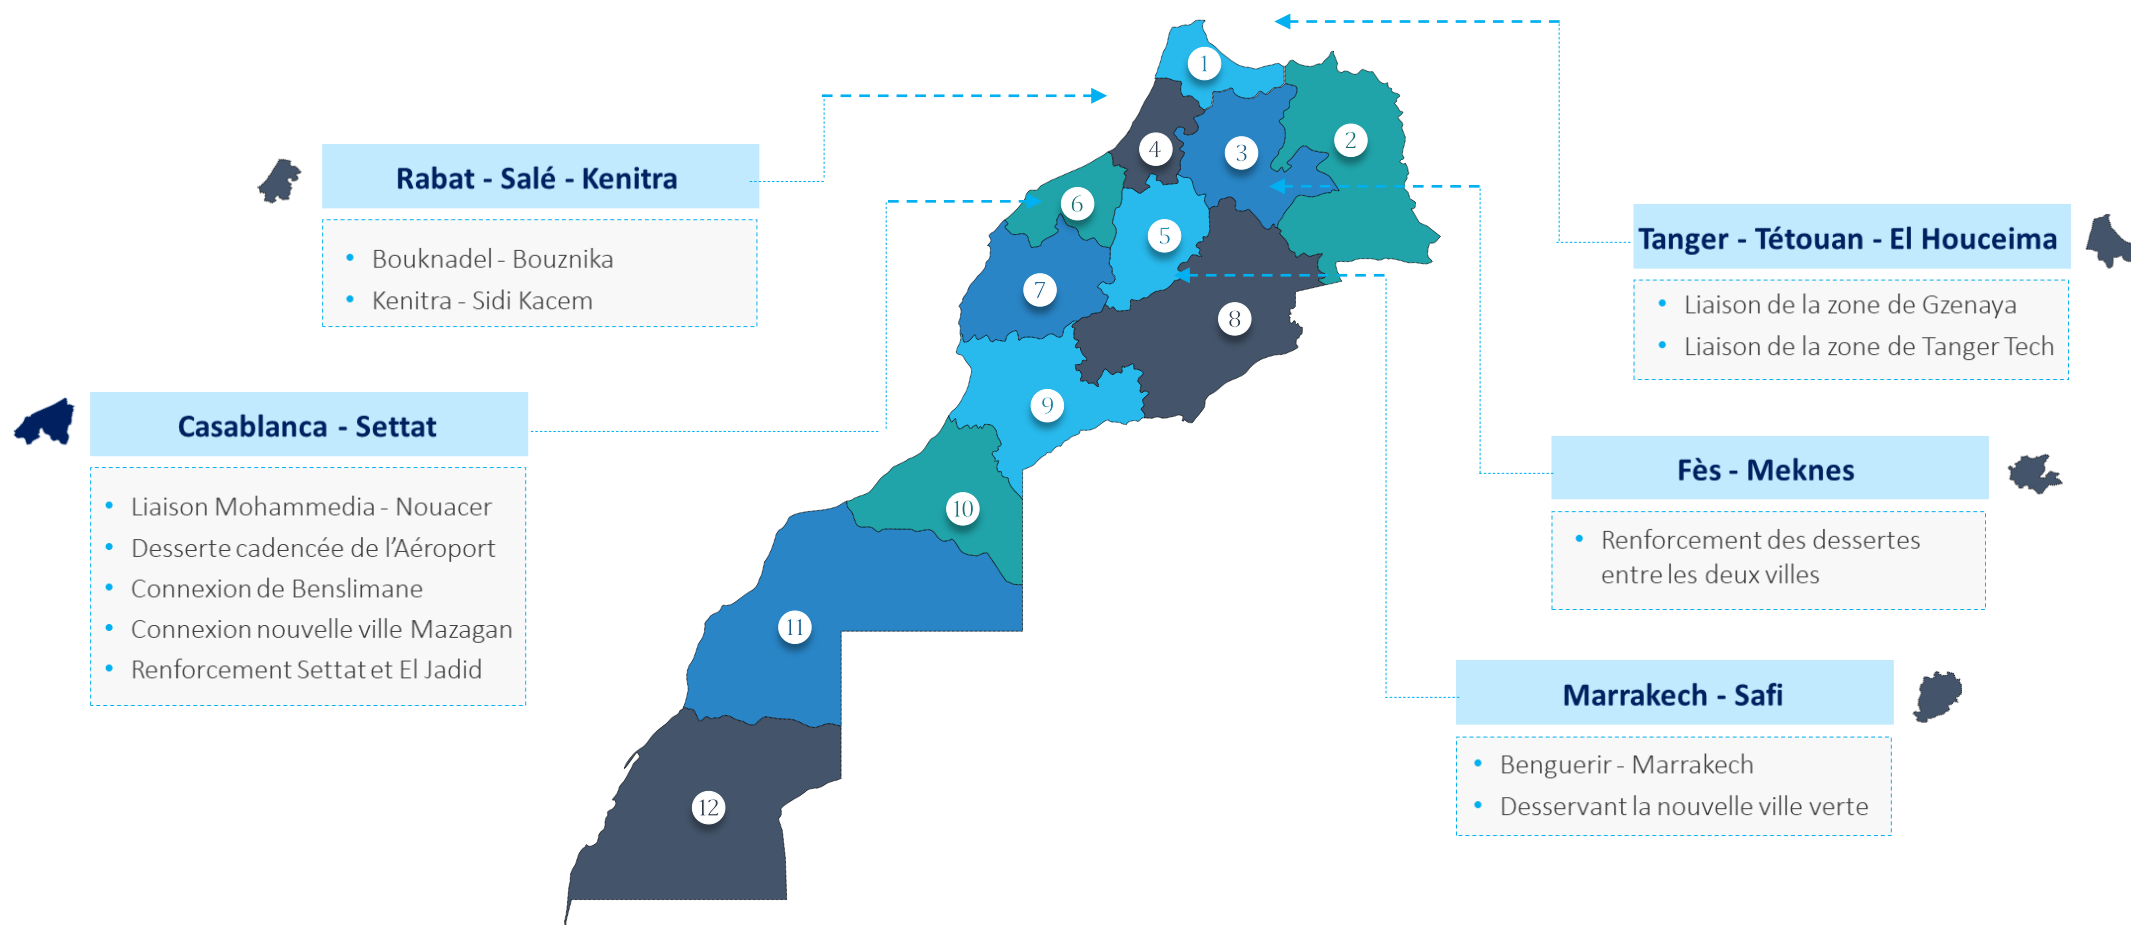 Rabat - Salé - Kenitra
• Bouknadel - Bouznika
• Kenitra - Sidi Kacem
Casablanca - Settat
• Liaison Mohammedia - Nouacer
• Desserte cadencée de l’Aéroport
• Connexion de Benslimane
• Connexion nouvelle ville Mazagan
• Renforcement Settat et El Jadid
1
2
3
4
5
6
7
8
9
10
11
12
Tanger - Tétouan - El Houceima
• Liaison de la zone de Gzenaya
• Liaison de la zone de Tanger Tech
Fès - Meknes
• Renforcement des dessertes
entre les deux villes
Marrakech - Safi
• Benguerir - Marrakech
• Desservant la nouvelle ville verte